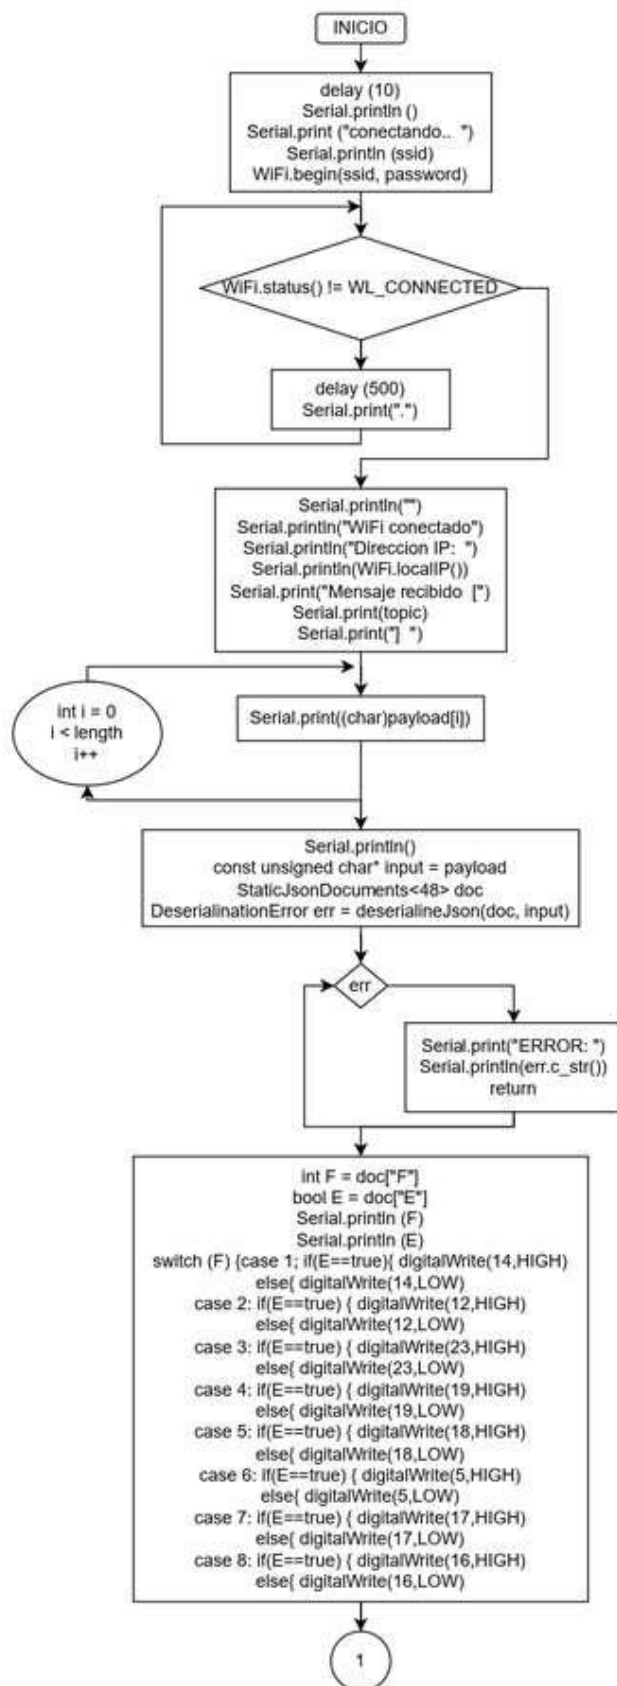 INICIO
delay (10)
Serial.println ()
Serial.print ("conectando.. ")
Serial.println (ssid)
WiFi.begin(ssid, password)
WiFi.status() != WL_CONNECTED
delay (500)
Serial.print(".")
Serial.println("")
Serial.println("WiFi conectado")
Serial.println("Direccion IP: ")
Serial.println(WiFi.localIP())
Serial.print("Mensaje recibido [")
Serial.print(topic)
Serial.print("] ")
int i = 0
i < length
i++
Serial.print((char)payload[i])
Serial.println()
const unsigned char* input = payload
StaticJsonDocuments<48> doc
DeserialinationError err = deserialineJson(doc, input)
err
Serial.print("ERROR: ")
Serial.println(err.c_str())
return
int F = doc["F"]
bool E = doc["E"]
Serial.println (F)
Serial.println (E)
switch (F) {case 1; if(E==true){ digitalWrite(14,HIGH)
else{ digitalWrite(14,LOW)
case 2: if(E==true) { digitalWrite(12,HIGH)
else{ digitalWrite(12,LOW)
case 3: if(E==true) { digitalWrite(23,HIGH)
else{ digitalWrite(23,LOW)
case 4: if(E==true) { digitalWrite(19,HIGH)
else{ digitalWrite(19,LOW)
case 5: if(E==true) { digitalWrite(18,HIGH)
else{ digitalWrite(18,LOW)
case 6: if(E==true) { digitalWrite(5,HIGH)
else{ digitalWrite(5,LOW)
case 7: if(E==true) { digitalWrite(17,HIGH)
else{ digitalWrite(17,LOW)
case 8: if(E==true) { digitalWrite(16,HIGH)
else{ digitalWrite(16,LOW)
1